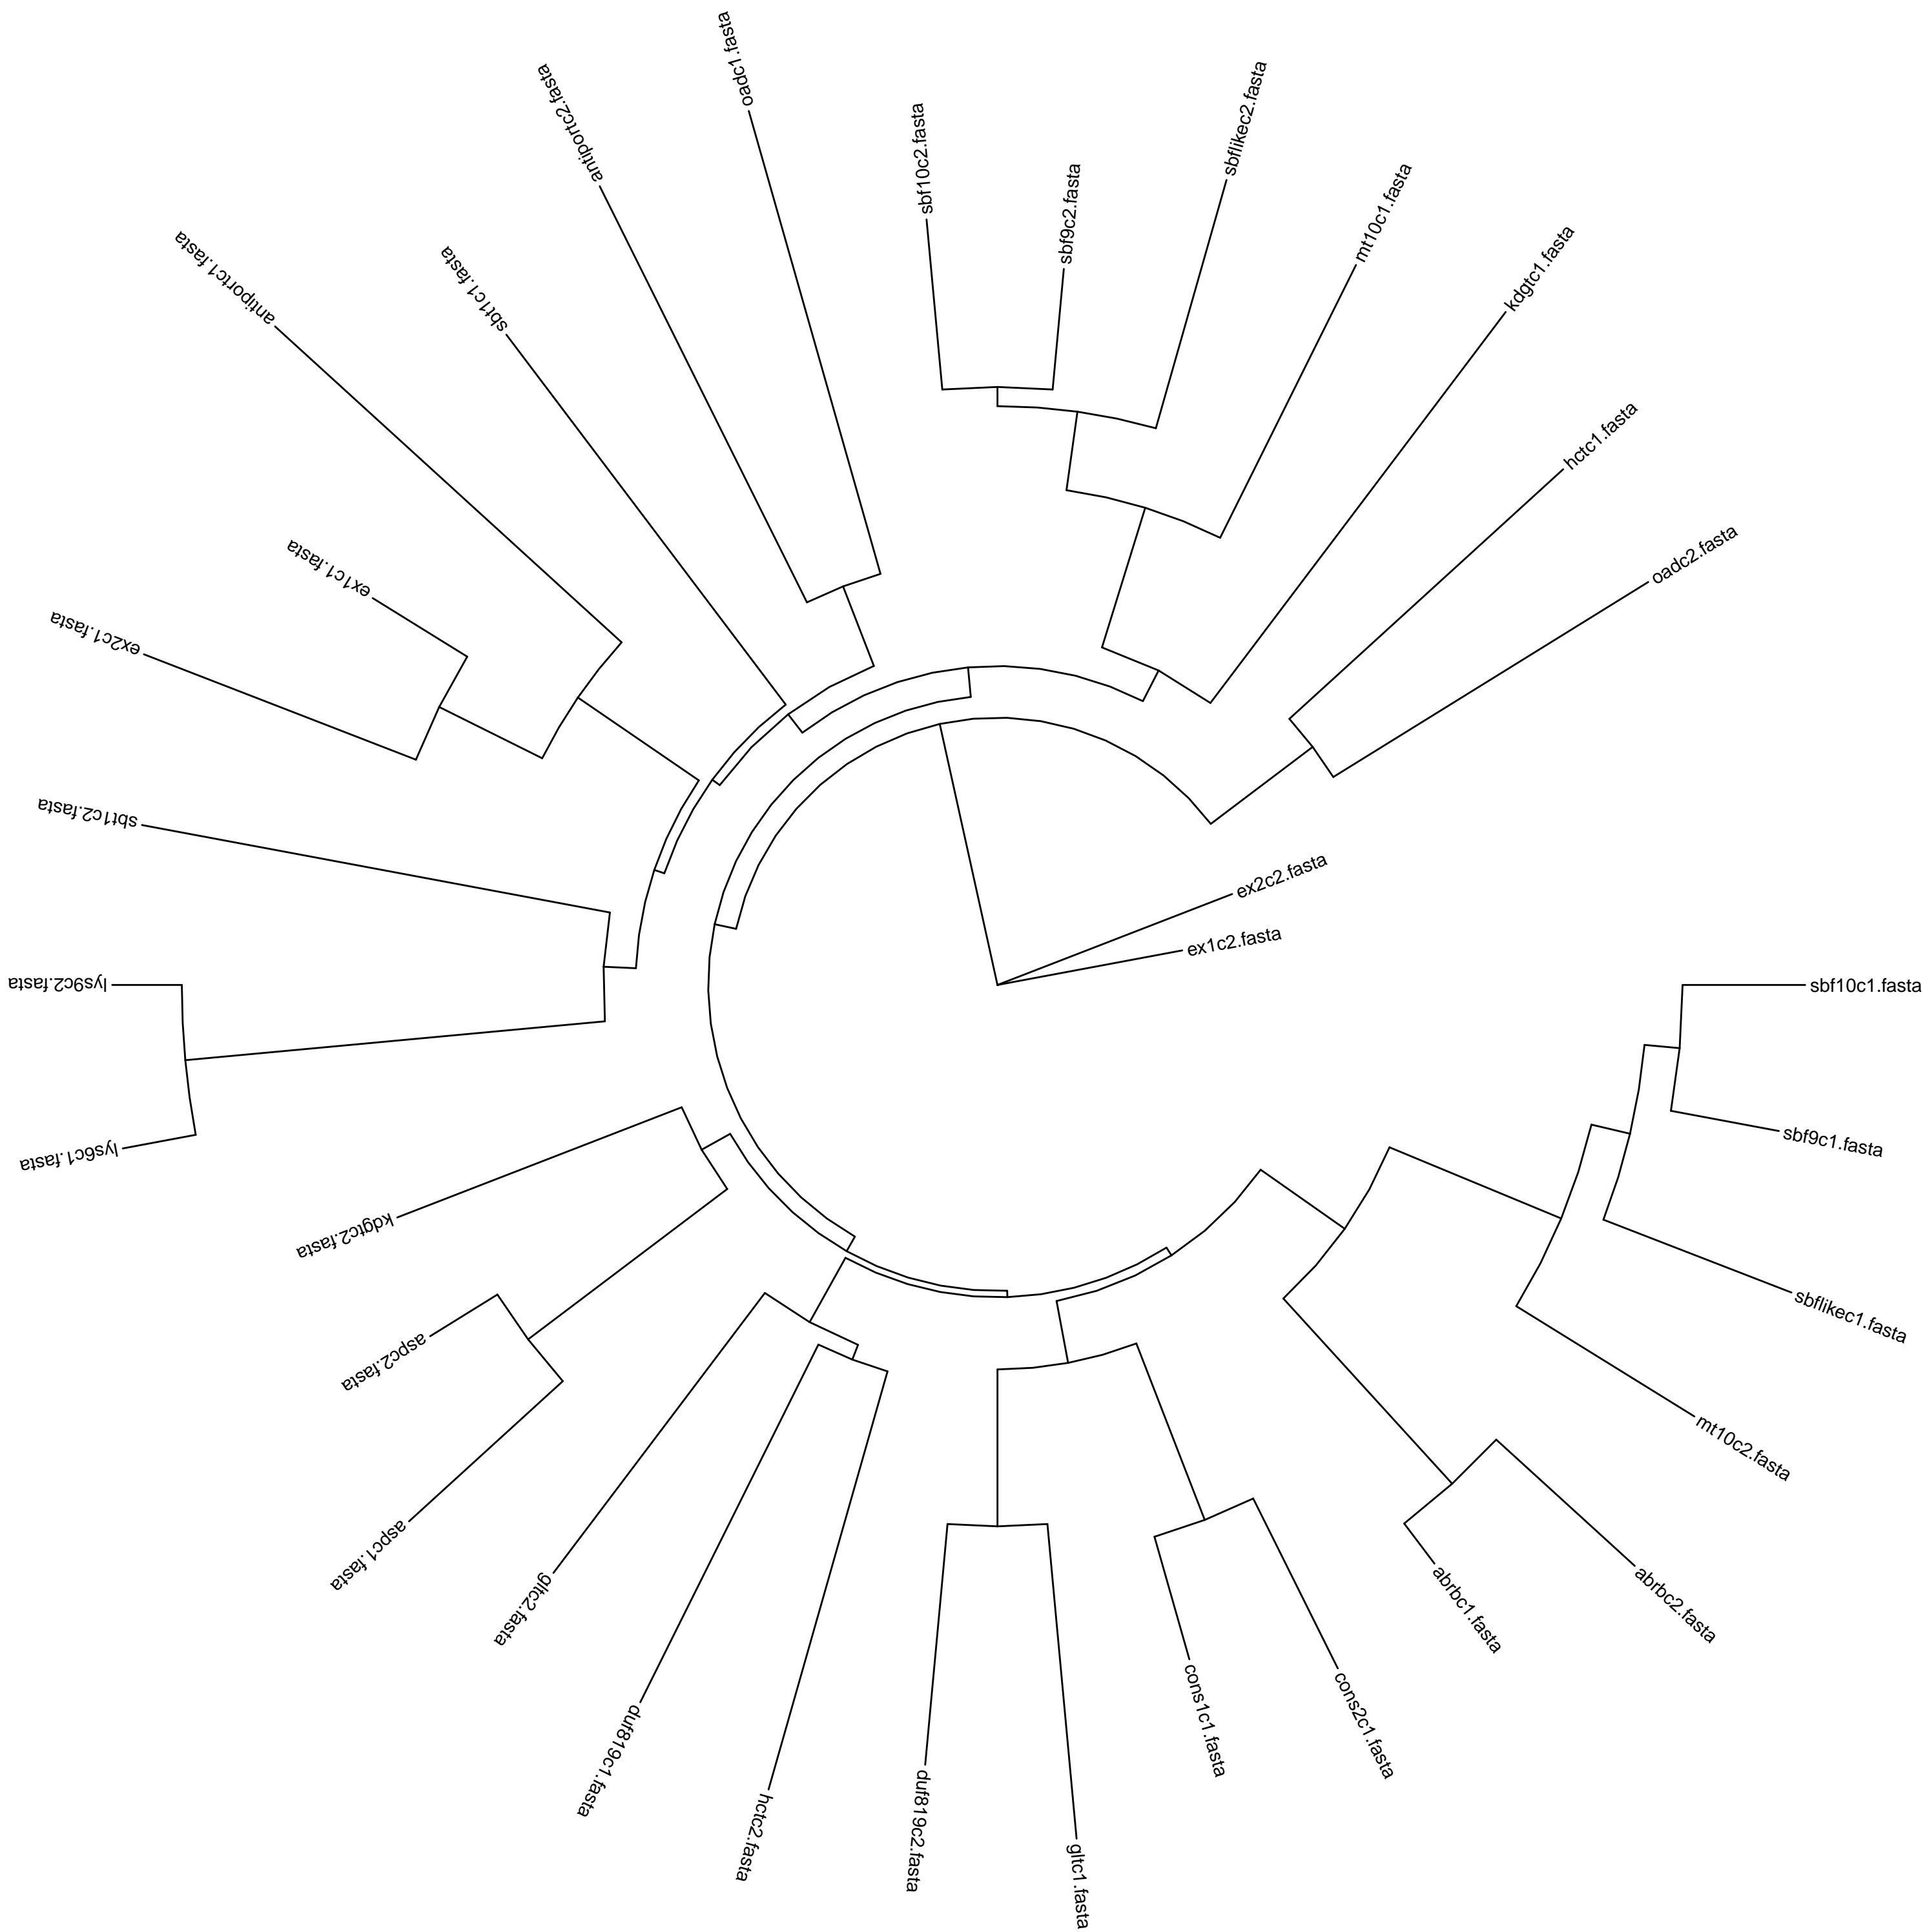 oadc1.fasta
antiportc2.fasta
sbflikec2.fasta
sbf10c2.fasta
sbf9c2.fasta
mt10c1.fasta
kdgtc1.fasta
antiportc1.fasta
sbt1c1.fasta
hctc1.fasta
oadc2.fasta
ex1c1.fasta
ex2c1.fasta
sbt1c2.fasta
ex2c2.fasta
ex1c2.fasta
lys9c2.fasta
sbf10c1.fasta
sbf9c1.fasta
lys6c1.fasta
kdgtc2.fasta
sbflikec1.fasta
aspc2.fasta
mt10c2.fasta
aspc1.fasta
gltc2.fasta
abrbc1.fasta
abrbc2.fasta
cons1c1.fasta
cons2c1.fasta
duf819c1.fasta
hctc2.fasta
duf819c2.fasta
gltc1.fasta